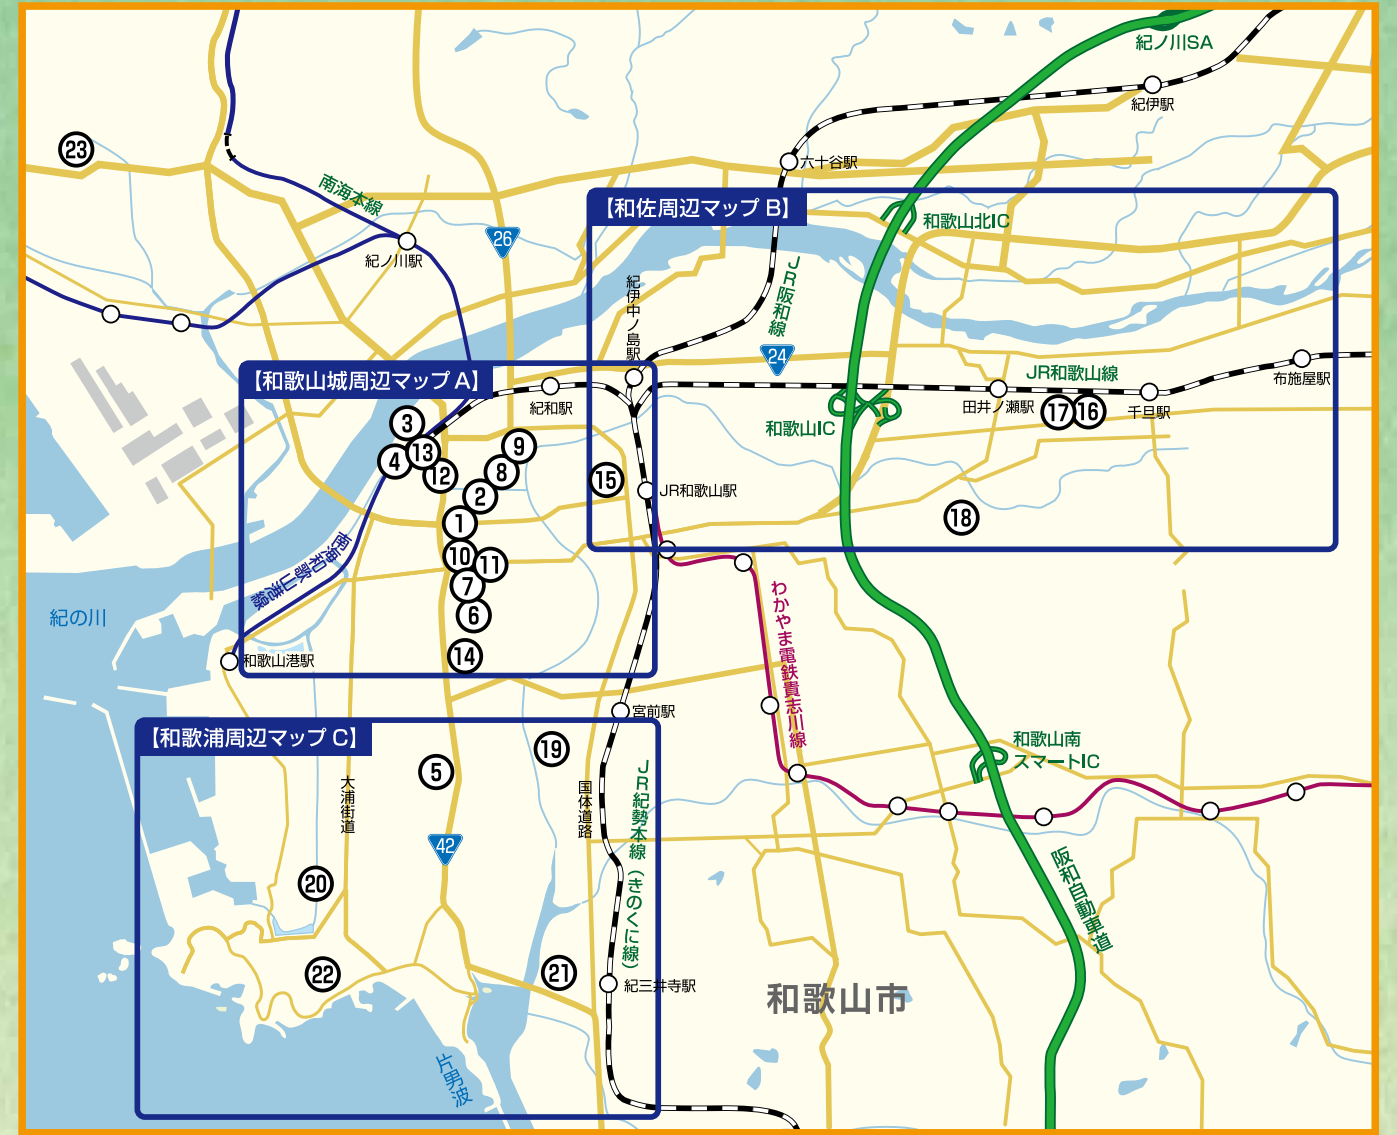 紀ノ川SA
紀伊駅
㉓
六十谷駅
南海本線
【和佐周辺マップ B】
和歌山北IC
26
紀ノ川駅
JR阪和線
紀伊中ノ島駅
24
【和歌山城周辺マップ A】
JR和歌山線
布施屋駅
紀和駅
田井ノ瀬駅
⑰
⑯
千旦駅
③
和歌山IC
⑨
⑬
④
⑧
⑫
⑮
JR和歌山駅
②
①
⑱
南海和歌山港線
⑩
⑪
⑦
わかやま電鉄貴志川線
紀の川
⑥
⑭
和歌山港駅
宮前駅
【和歌浦周辺マップ C】
⑲
和歌山南
スマートIC
⑤
大浦街道
国体道路
JR紀勢本線（きのくに線）
42
阪和自動車道
⑳
㉒
㉑
紀三井寺駅
和歌山市
片男波